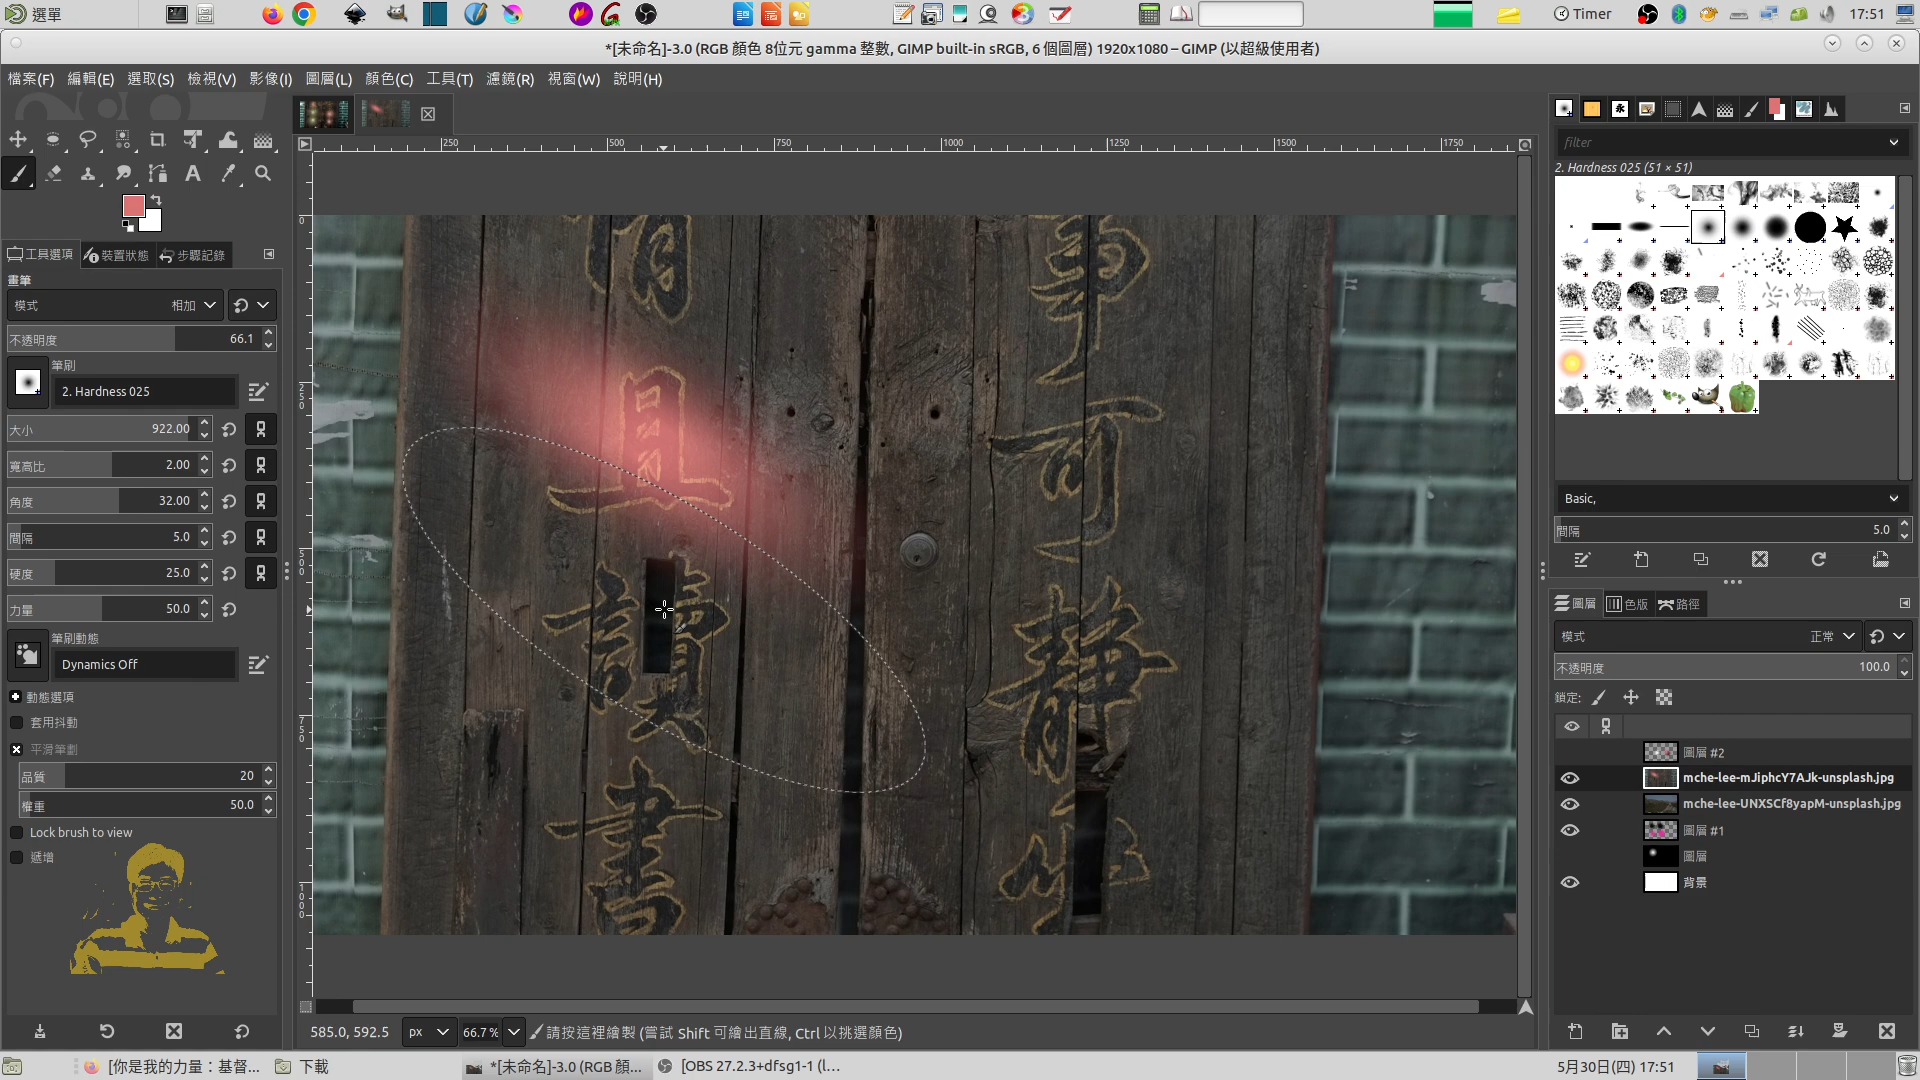 選單
Timer
17:51
*[未命名]-3.0 (RGB 顏色 8位元 gamma 整數, GIMP built-in sRGB, 6 個圖層) 1920x1080 – GIMP (以超級使用者)
檔案(F) 編輯(E) 選取(S) 檢視(V) 影像(I) 圖層(L) 顏色(C) 工具(T) 濾鏡(R) 視窗(W) 說明(H)
250 500 750 1000 1250 1500 1750
0
250
500
750
1000
工具選項 裝置狀態 步驟記錄
畫筆
模式 相加
不透明度 66.1
筆刷
2. Hardness 025
大小 922.00
寬高比 2.00
角度 32.00
間隔 5.0
硬度 25.0
力量 50.0
筆刷動態
Dynamics Off
動態選項
套用抖動
平滑筆劃
品質 20
權重 50.0
Lock brush to view
遞增
事可靜
且讀書
585.0, 592.5 px 66.7 % 請按這裡繪製 (嘗試 Shift 可繪出直線, Ctrl 以挑選顏色)
filter
2. Hardness 025 (51 × 51)
Basic,
間隔 5.0
圖層 色版 路徑
模式 正常
不透明度 100.0
鎖定:
圖層 #2
mche-lee-mJiphcY7AJk-unsplash.jpg
mche-lee-UNXSCf8yapM-unsplash.jpg
圖層 #1
圖層
背景
[你是我的力量：基督...
下載
*[未命名]-3.0 (RGB 顏...
[OBS 27.2.3+dfsg1-1 (l...
5月30日(四) 17:51